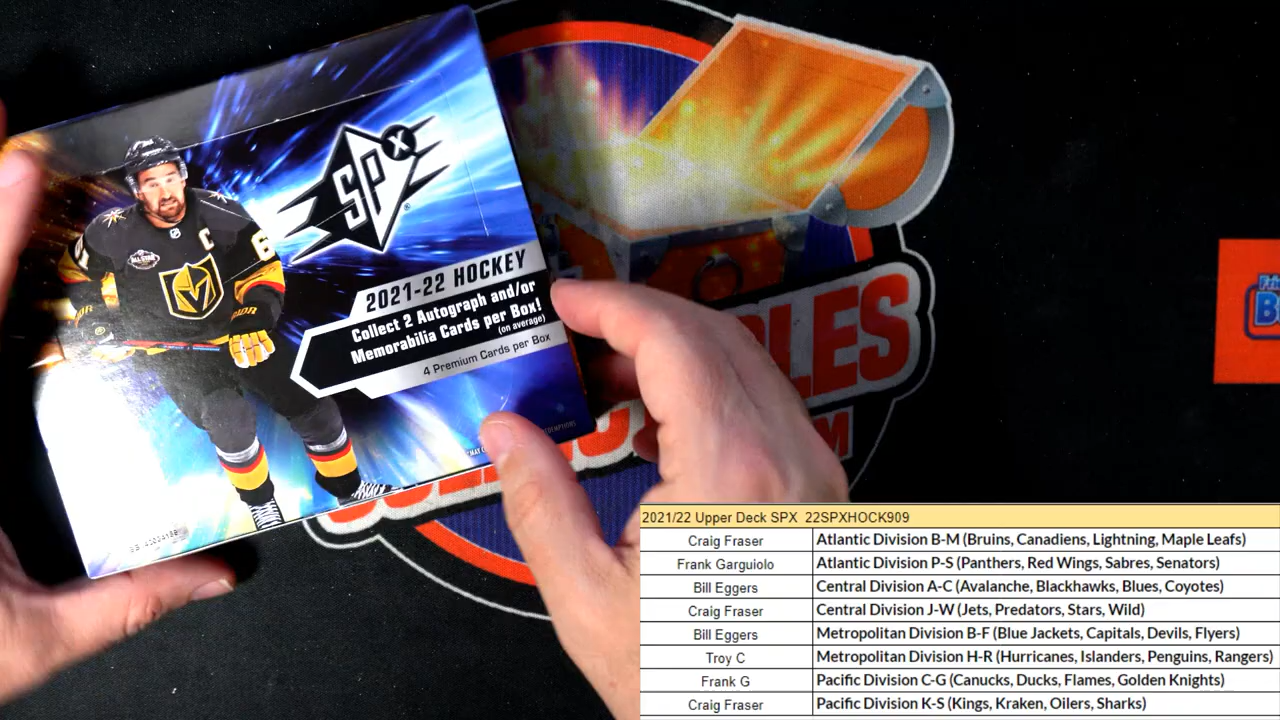 SPx
2021-22 HOCKEY
Collect 2 Autograph and/or
Memorabilia Cards per Box!
(on average)
4 Premium Cards per Box
C
6
2021/22 Upper Deck SPX 22SPXHOCK909
Craig Fraser Atlantic Division B-M (Bruins, Canadiens, Lightning, Maple Leafs)
Frank Garguiolo Atlantic Division P-S (Panthers, Red Wings, Sabres, Senators)
Bill Eggers Central Division A-C (Avalanche, Blackhawks, Blues, Coyotes)
Craig Fraser Central Division J-W (Jets, Predators, Stars, Wild)
Bill Eggers Metropolitan Division B-F (Blue Jackets, Capitals, Devils, Flyers)
Troy C Metropolitan Division H-R (Hurricanes, Islanders, Penguins, Rangers)
Frank G Pacific Division C-G (Canucks, Ducks, Flames, Golden Knights)
Craig Fraser Pacific Division K-S (Kings, Kraken, Oilers, Sharks)